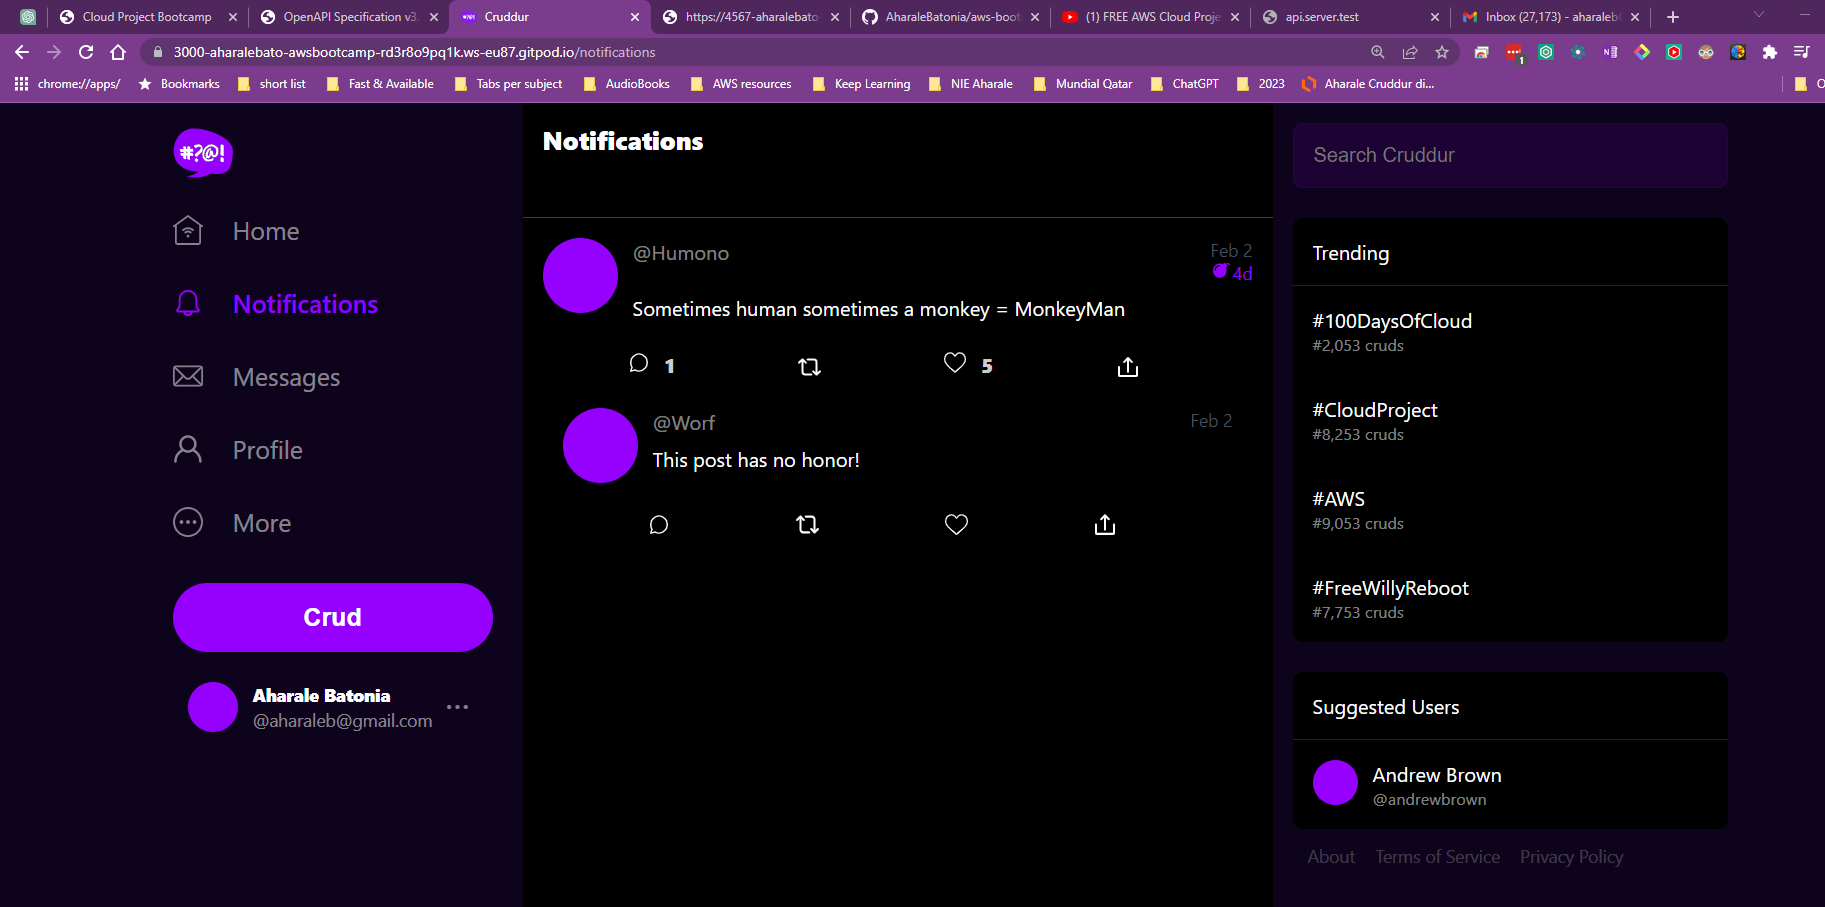 Cloud Project Bootcamp
OpenAPI Specification v3.
Cruddur
https://4567-aharalebato-
AharaleBatonia/aws-boot
(1) FREE AWS Cloud Proje
api.server.test
Inbox (27,173) - aharaleb
3000-aharalebato-awsbootcamp-rd3r8o9pq1k.ws-eu87.gitpod.io/notifications
1
chrome://apps/
Bookmarks
short list
Fast & Available
Tabs per subject
AudioBooks
AWS resources
Keep Learning
NIE Aharale
Mundial Qatar
ChatGPT
2023
Aharale Cruddur di...
O
#?@!
Home
Notifications
Messages
Profile
More
Crud
Aharale Batonia
@aharaleb@gmail.com
Notifications
@Humono
Feb 2
4d
Sometimes human sometimes a monkey = MonkeyMan
1
5
@Worf
Feb 2
This post has no honor!
Search Cruddur
Trending
#100DaysOfCloud
#2,053 cruds
#CloudProject
#8,253 cruds
#AWS
#9,053 cruds
#FreeWillyReboot
#7,753 cruds
Suggested Users
Andrew Brown
@andrewbrown
About
Terms of Service
Privacy Policy